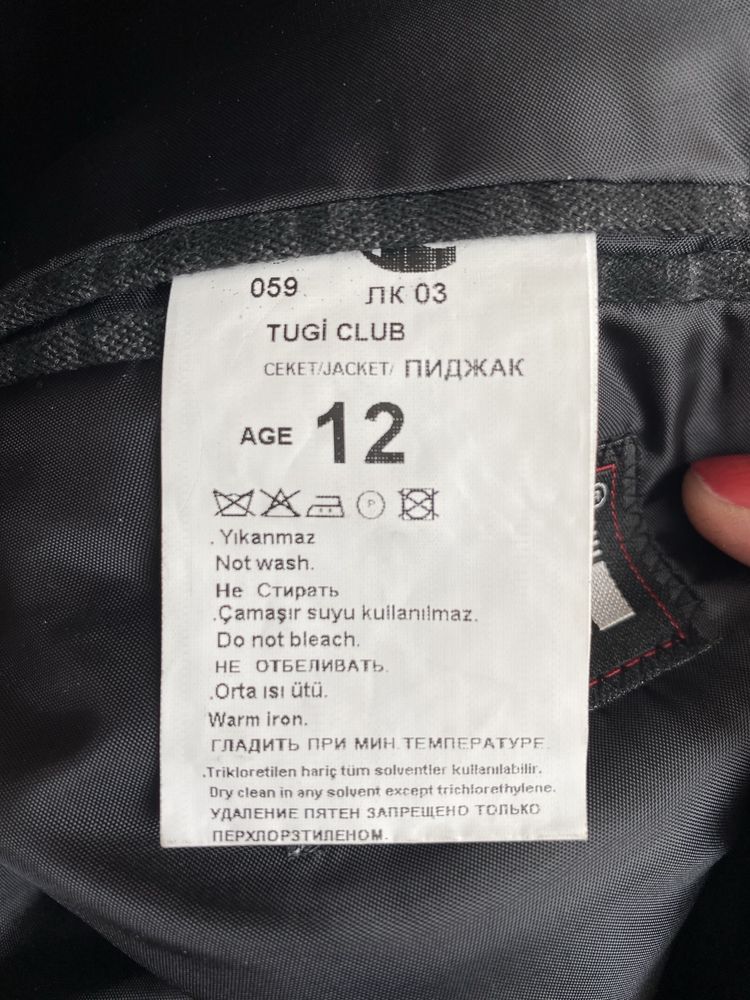 059 ЛК 03
TUGİ CLUB
CEKET/JACKET/ ПИДЖАК
AGE 12
P
. Yıkanmaz
Not wash.
Не Стирать
.Çamaşır suyu kullanılmaz.
Do not bleach.
НЕ ОТБЕЛИВАТЬ.
.Orta ısı ütü.
Warm iron.
ГЛАДИТЬ ПРИ МИН.ТЕМПЕРАТУРЕ.
.Trikloretilen hariç tüm solventler kullanılabilir.
Dry clean in any solvent except trichlorethylene.
УДАЛЕНИЕ ПЯТЕН ЗАПРЕЩЕНО ТОЛЬКО
ПЕРХЛОРЗТИЛЕНОМ.